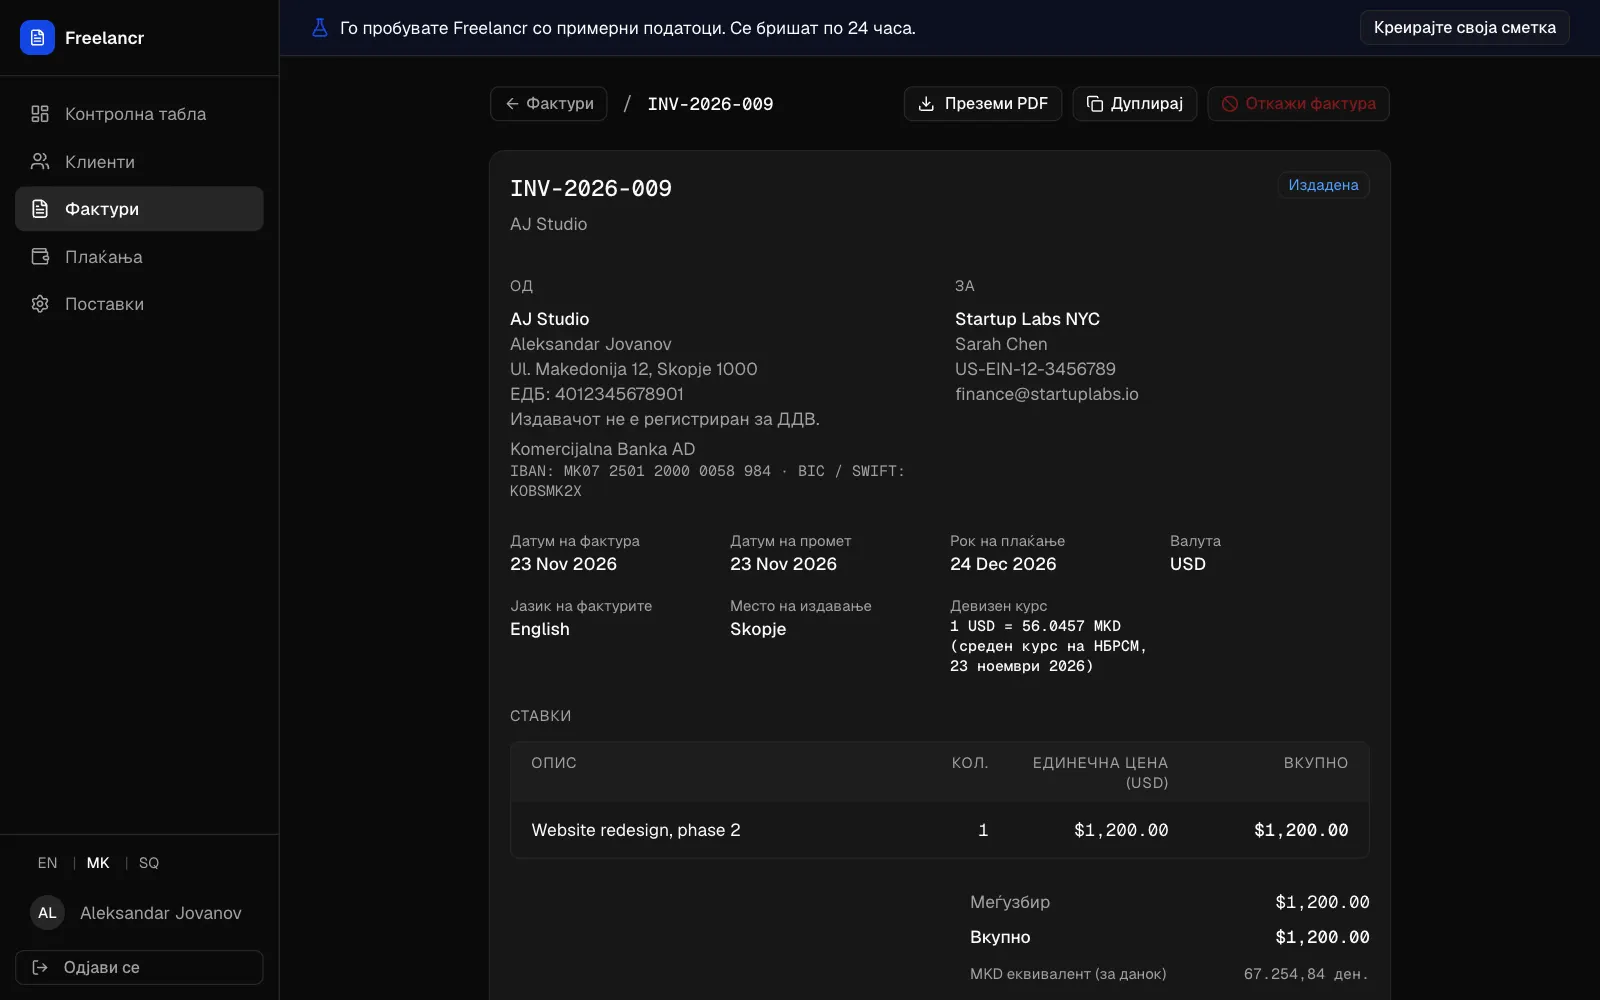 Freelancr
Го пробувате Freelancr со примерни податоци. Се бришат по 24 часа.
Креирајте своја сметка
Контролна табла
Клиенти
Фактури
Плаќања
Поставки
EN | MK | SQ
AL
Aleksandar Jovanov
Одјави се
← Фактури / INV-2026-009
Преземи PDF
Дуплирај
Откажи фактура
INV-2026-009
Издадена
AJ Studio
ОД
AJ Studio
Aleksandar Jovanov
Ul. Makedonija 12, Skopje 1000
ЕДБ: 4012345678901
Издавачот не е регистриран за ДДВ.
Komercijalna Banka AD
IBAN: MK07 2501 2000 0058 984 · BIC / SWIFT:
KOBSMK2X
ЗА
Startup Labs NYC
Sarah Chen
US-EIN-12-3456789
finance@startuplabs.io
Датум на фактура
23 Nov 2026
Датум на промет
23 Nov 2026
Рок на плаќање
24 Dec 2026
Валута
USD
Јазик на фактурите
English
Место на издавање
Skopje
Девизен курс
1 USD = 56.0457 MKD
(среден курс на НБРСМ,
23 ноември 2026)
СТАВКИ
ОПИС КОЛ. ЕДИНЕЧНА ЦЕНА (USD) ВКУПНО
Website redesign, phase 2 1 $1,200.00 $1,200.00
Меѓузбир $1,200.00
Вкупно $1,200.00
MKD еквивалент (за данок) 67.254,84 ден.